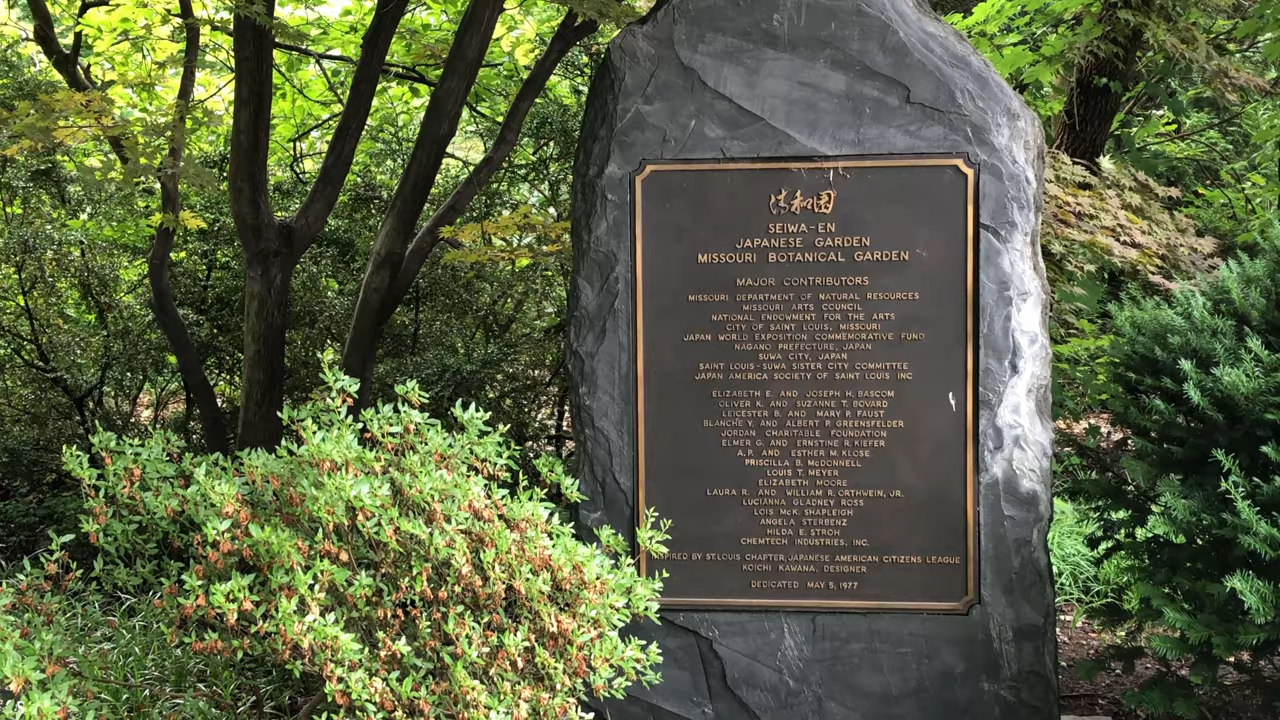 清和園
SEIWA-EN
JAPANESE GARDEN
MISSOURI BOTANICAL GARDEN
MAJOR CONTRIBUTORS
MISSOURI DEPARTMENT OF NATURAL RESOURCES
MISSOURI ARTS COUNCIL
NATIONAL ENDOWMENT FOR THE ARTS
CITY OF SAINT LOUIS, MISSOURI
JAPAN WORLD EXPOSITION COMMEMORATIVE FUND
NAGANO PREFECTURE, JAPAN
SUWA CITY, JAPAN
SAINT LOUIS-SUWA SISTER CITY COMMITTEE
JAPAN AMERICA SOCIETY OF SAINT LOUIS INC
ELIZABETH E. AND JOSEPH H. BASCOM
OLIVER K. AND SUZANNE T. BOVARD
LEICESTER B. AND MARY P. FAUST
BLANCHE V. AND ALBERT P. GREENSFELDER
JORDAN CHARITABLE FOUNDATION
ELMER G. AND ERNSTINE R. KIEFER
A.P. AND ESTHER M. KLOSE
PRISCILLA B. McDONNELL
LOUIS T. MEYER
ELIZABETH MOORE
LAURA R. AND WILLIAM R. ORTHWEIN, JR.
LUCIANNA GLADNEY ROSS
LOIS McK. SHAPLEIGH
ANGELA STERBENZ
HILDA E. STROH
CHEMTECH INDUSTRIES, INC.
INSPIRED BY ST. LOUIS CHAPTER, JAPANESE AMERICAN CITIZENS LEAGUE
KOICHI KAWANA, DESIGNER
DEDICATED MAY 5, 1977